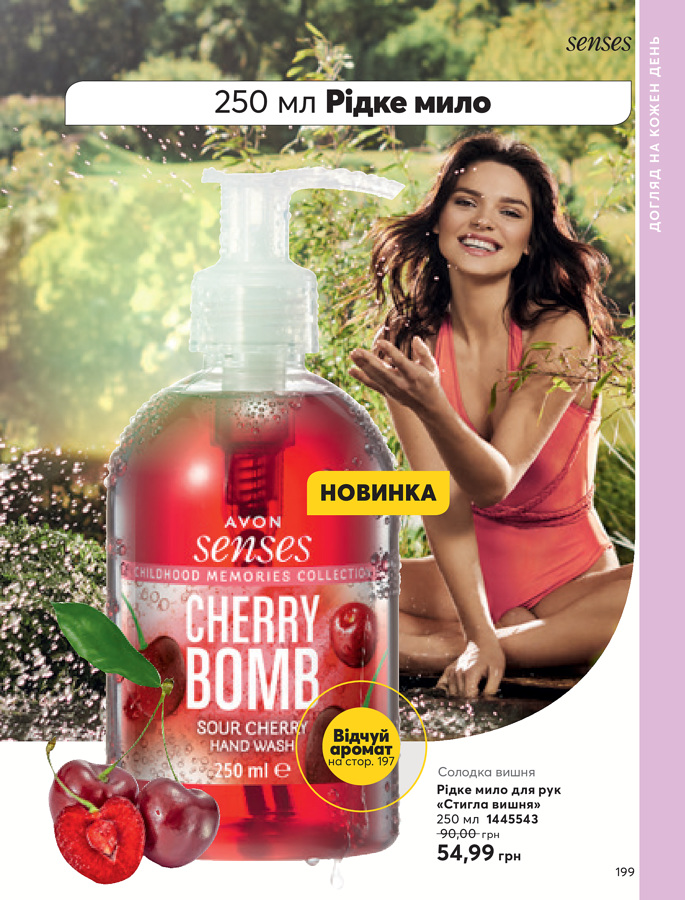 senses
ДОГЛЯД НА КОЖЕН ДЕНЬ
250 мл Рідке мило
НОВИНКА
AVON
senses
CHILDHOOD MEMORIES COLLECTION
CHERRY
BOMB
SOUR CHERRY
HAND WASH
250 ml e
Відчуй
аромат
на стор. 197
Солодка вишня
Рідке мило для рук
«Стигла вишня»
250 мл 1445543
90,00 грн
54,99 грн
199